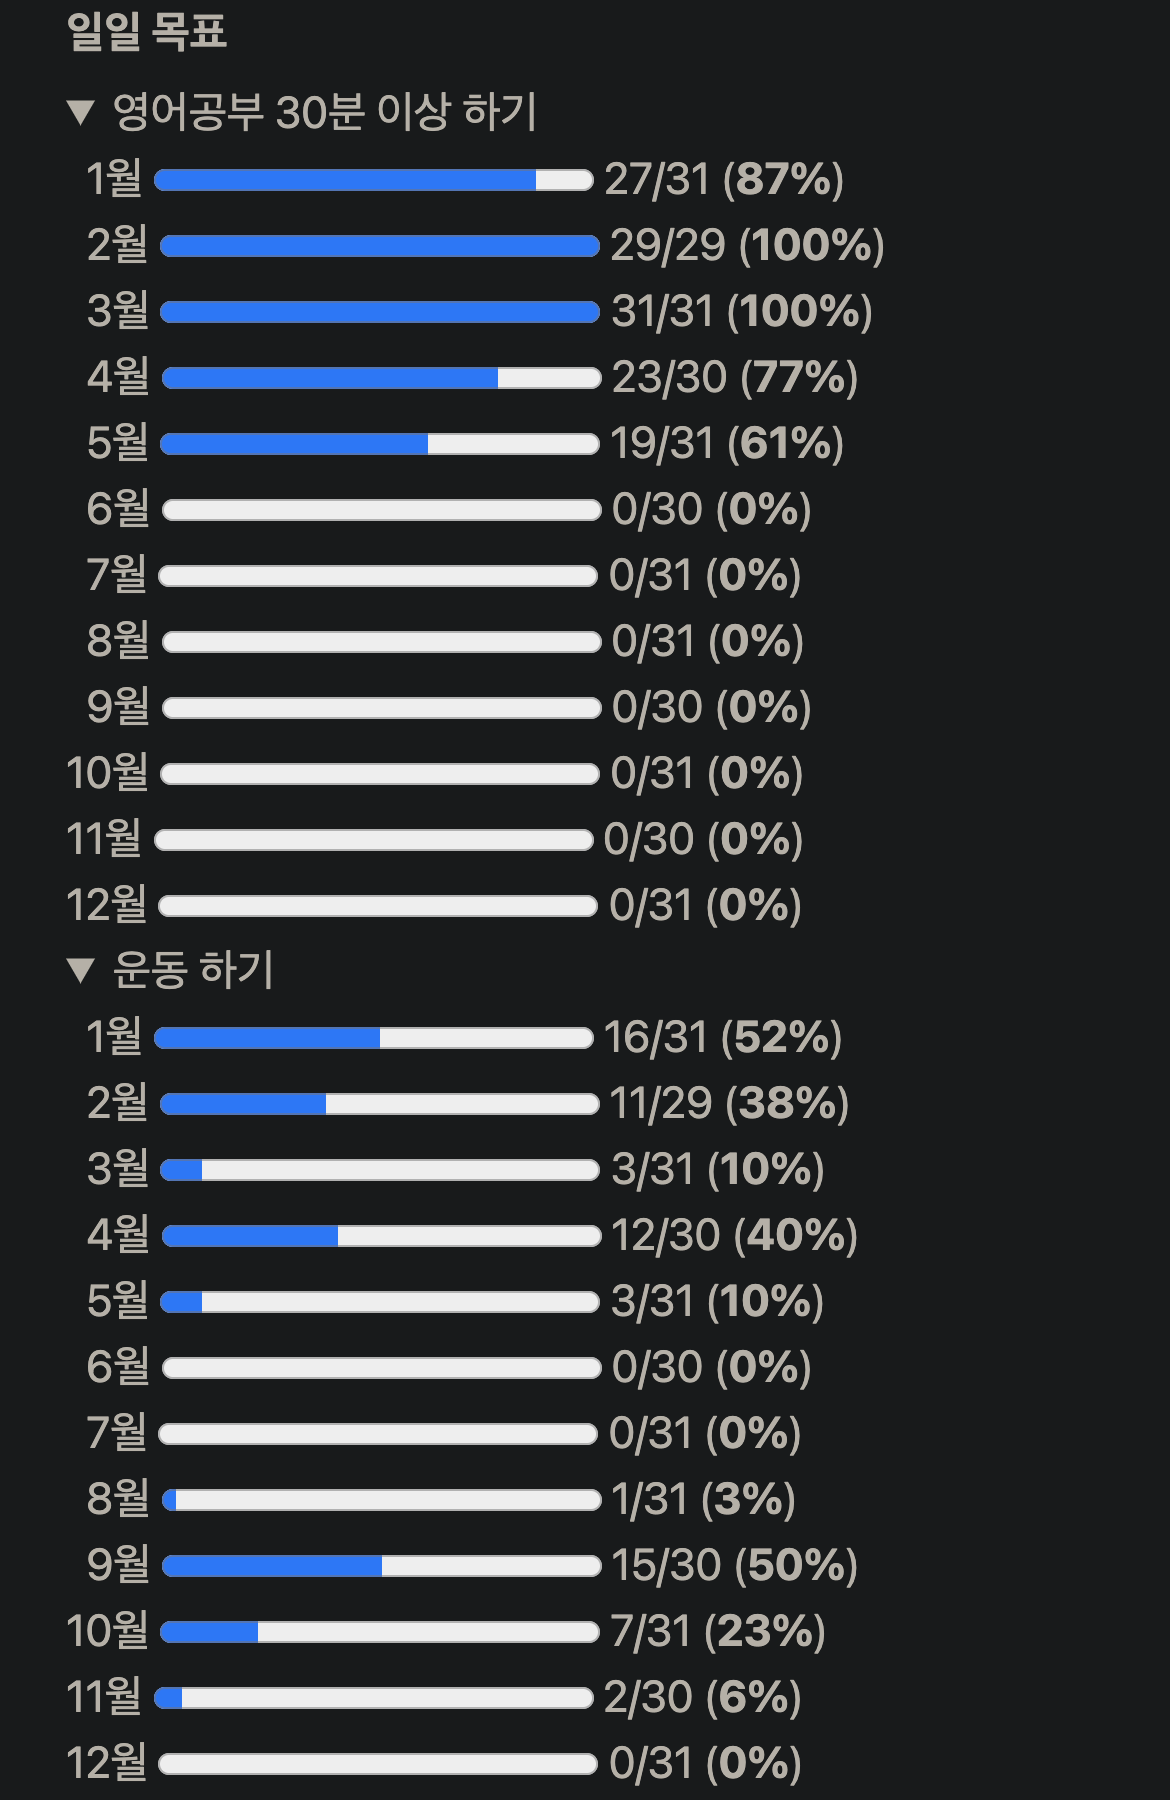 일일 목표
▼ 영어공부 30분 이상 하기
1월 27/31 (87%)
2월 29/29 (100%)
3월 31/31 (100%)
4월 23/30 (77%)
5월 19/31 (61%)
6월 0/30 (0%)
7월 0/31 (0%)
8월 0/31 (0%)
9월 0/30 (0%)
10월 0/31 (0%)
11월 0/30 (0%)
12월 0/31 (0%)
▼ 운동 하기
1월 16/31 (52%)
2월 11/29 (38%)
3월 3/31 (10%)
4월 12/30 (40%)
5월 3/31 (10%)
6월 0/30 (0%)
7월 0/31 (0%)
8월 1/31 (3%)
9월 15/30 (50%)
10월 7/31 (23%)
11월 2/30 (6%)
12월 0/31 (0%)